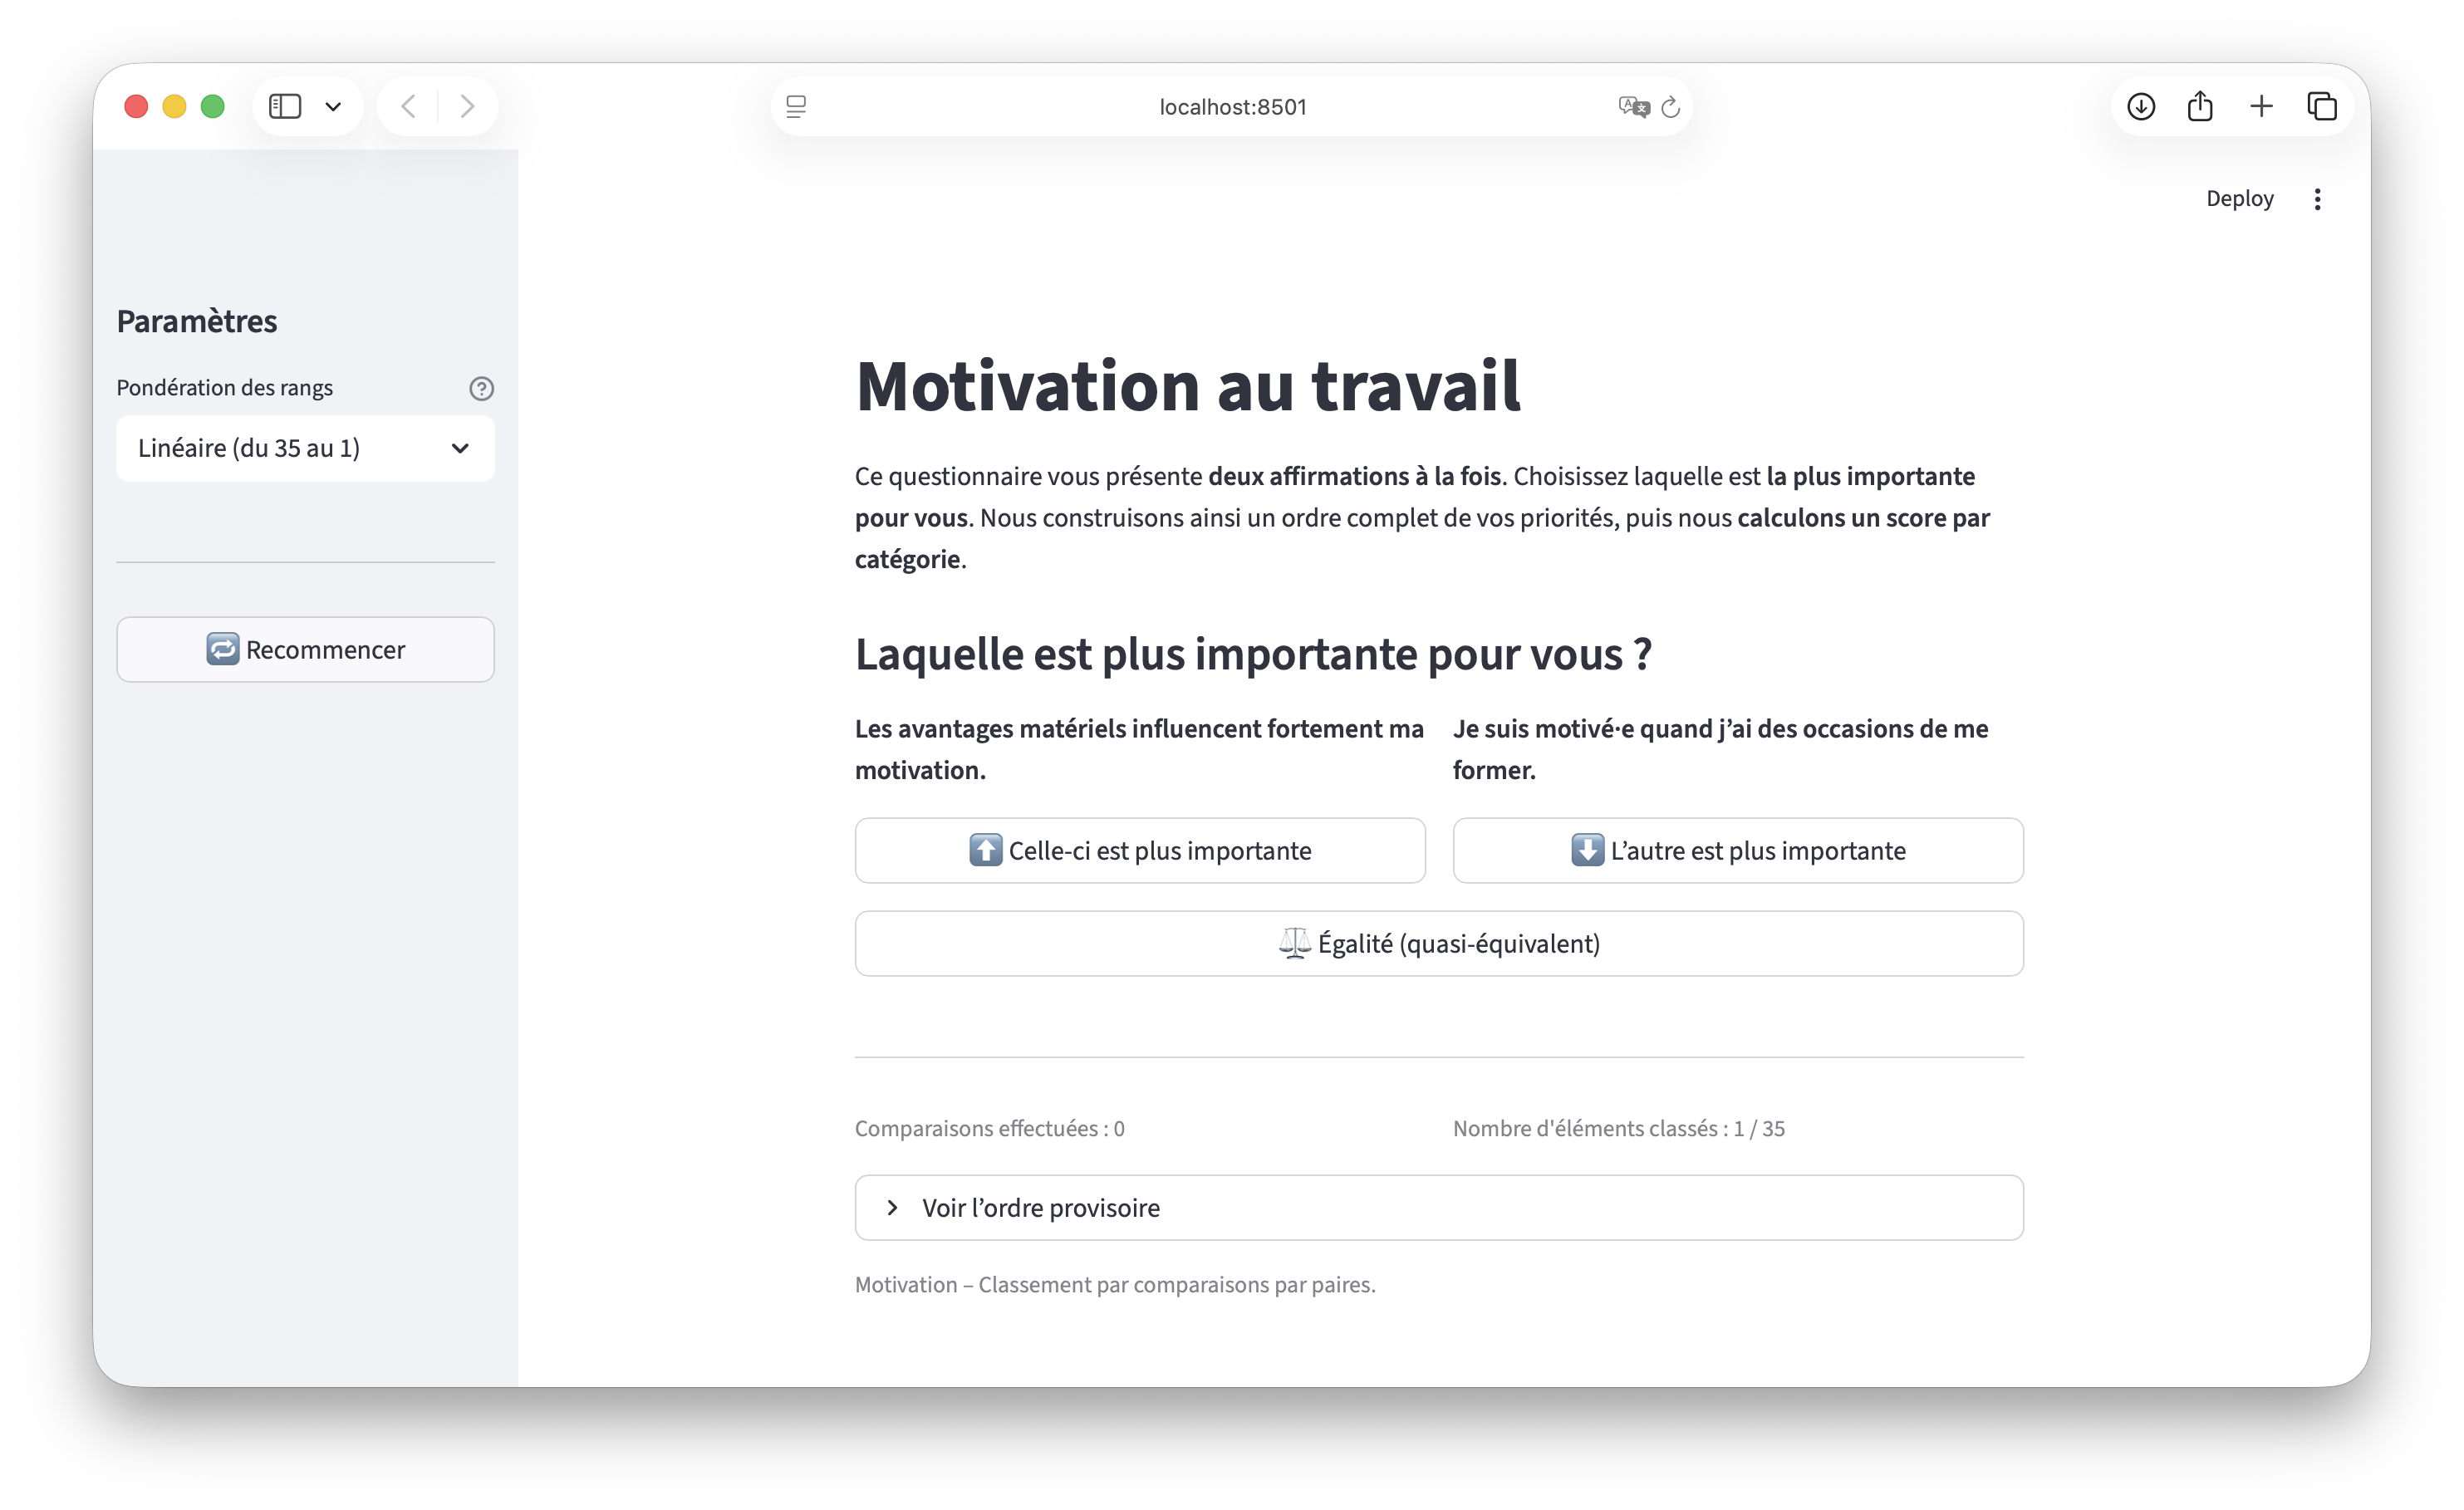 localhost:8501
Deploy
Paramètres
Pondération des rangs
Linéaire (du 35 au 1)
🔁 Recommencer
Motivation au travail
Ce questionnaire vous présente deux affirmations à la fois. Choisissez laquelle est la plus importante
pour vous. Nous construisons ainsi un ordre complet de vos priorités, puis nous calculons un score par
catégorie.
Laquelle est plus importante pour vous ?
Les avantages matériels influencent fortement ma
motivation.
⬆️ Celle-ci est plus importante
Je suis motivé·e quand j’ai des occasions de me
former.
⬇️ L’autre est plus importante
⚖️ Égalité (quasi-équivalent)
Comparaisons effectuées : 0
Nombre d'éléments classés : 1 / 35
Voir l’ordre provisoire
Motivation – Classement par comparaisons par paires.